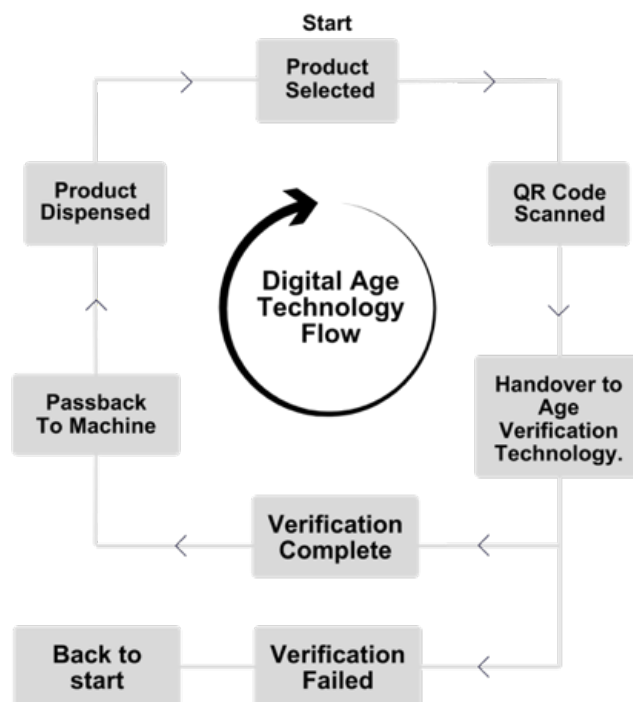 Start
Product
Selected
QR Code
Scanned
Handover to
Age
Verification
Technology.
Verification
Complete
Verification
Failed
Back to
start
Passback
To Machine
Product
Dispensed
Digital Age
Technology
Flow